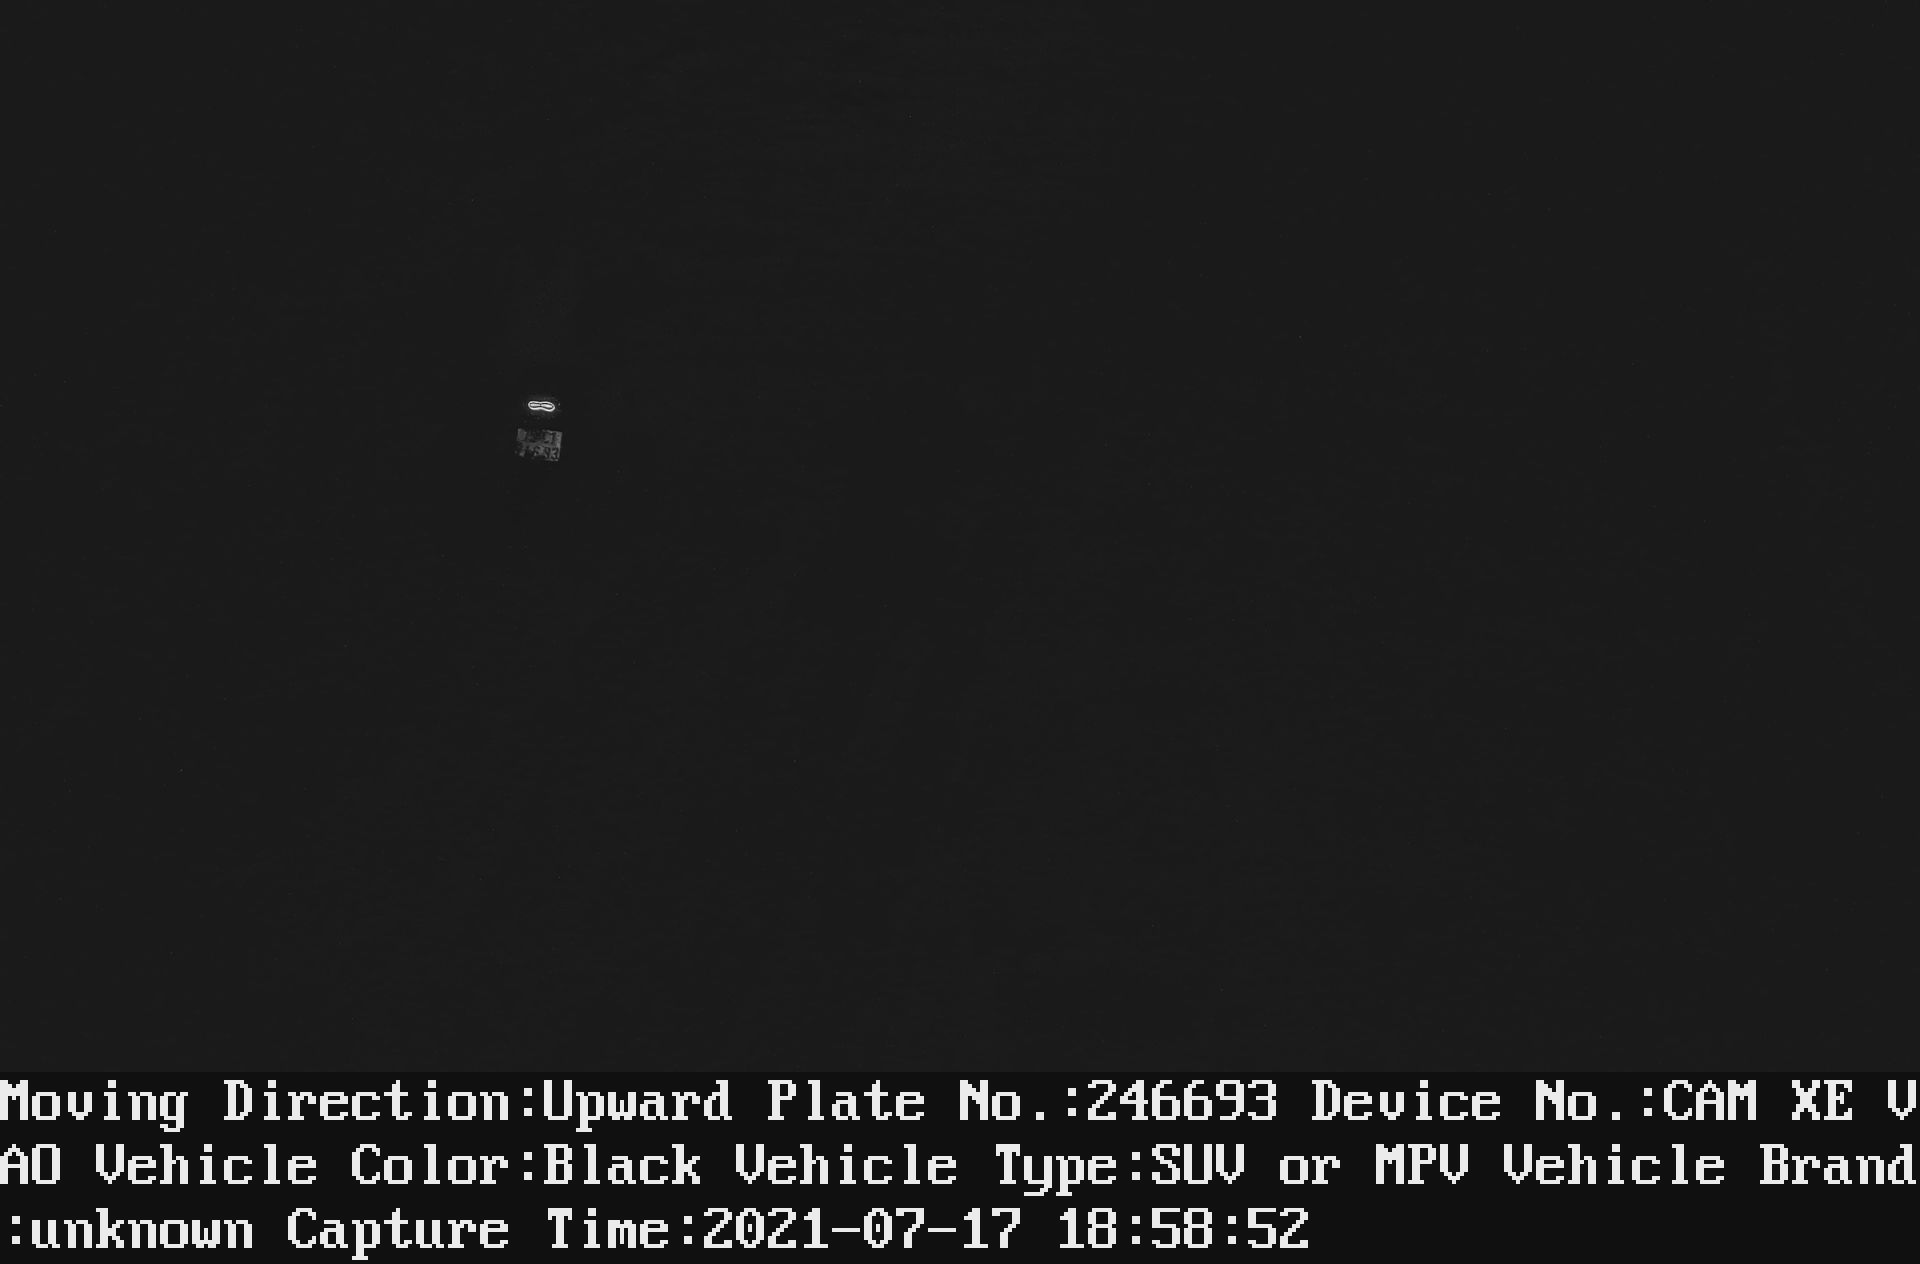 Moving Direction:Upward Plate No.:246693 Device No.:CAM XE V
AO Vehicle Color:Black Vehicle Type:SUV or MPV Vehicle Brand
:unknown Capture Time:2021-07-17 18:58:52